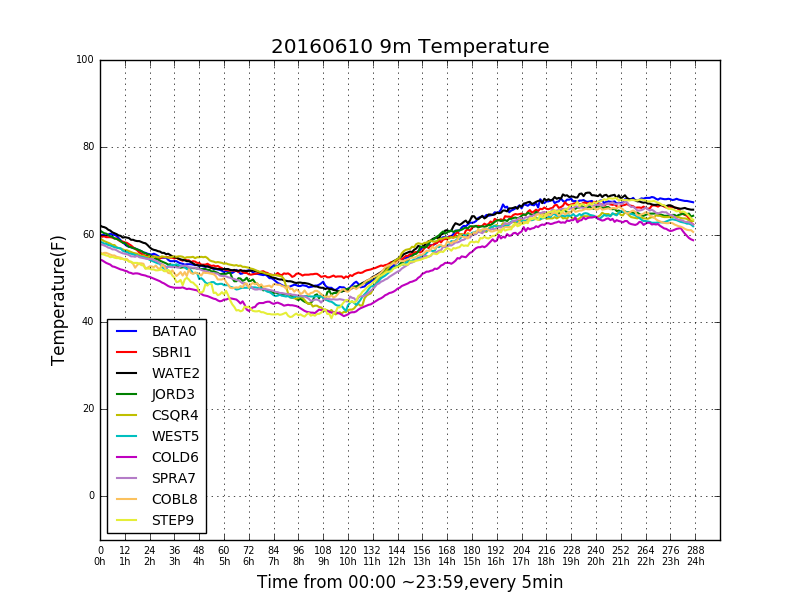 20160610 9m Temperature
100
80
60
40
20
0
Temperature(F)
BATA0
SBRI1
WATE2
JORD3
CSQR4
WEST5
COLD6
SPRA7
COBL8
STEP9
0 12 24 36 48 60 72 84 96 108 120 132 144 156 168 180 192 204 216 228 240 252 264 276 288
0h 1h 2h 3h 4h 5h 6h 7h 8h 9h 10h 11h 12h 13h 14h 15h 16h 17h 18h 19h 20h 21h 22h 23h 24h
Time from 00:00 ~23:59,every 5min